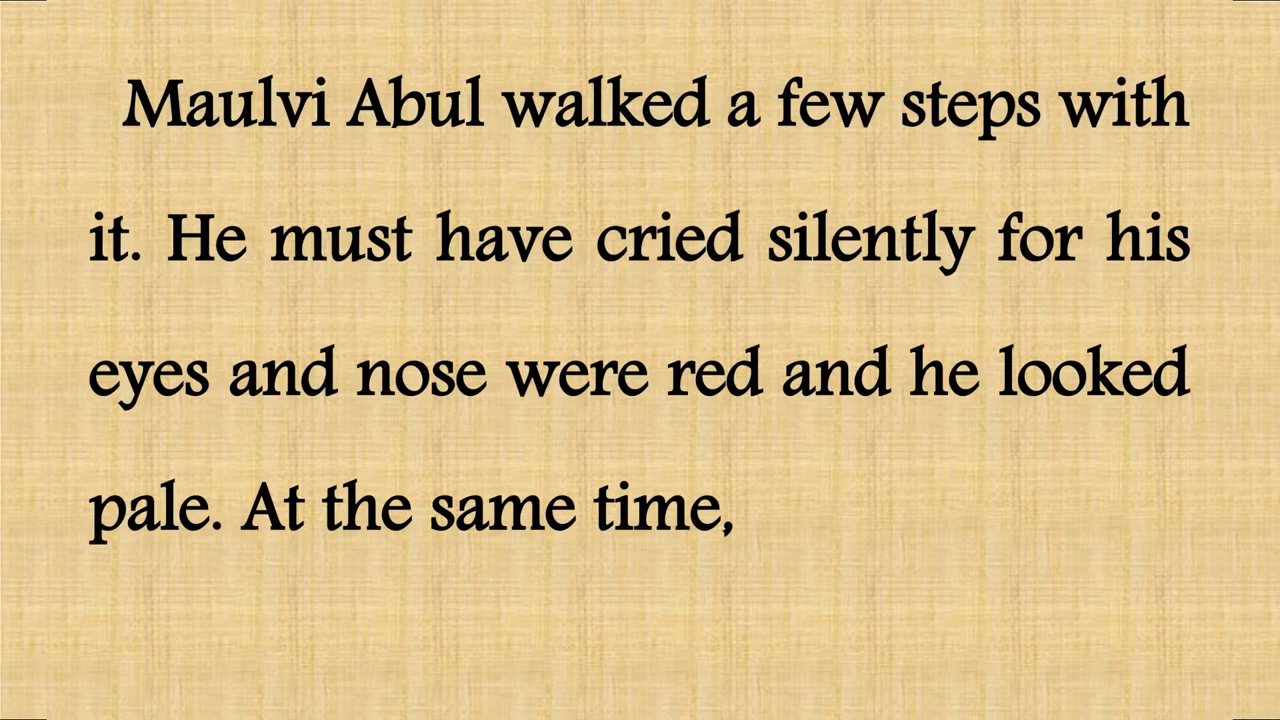 Maulvi Abul walked a few steps with
it. He must have cried silently for his
eyes and nose were red and he looked
pale. At the same time,